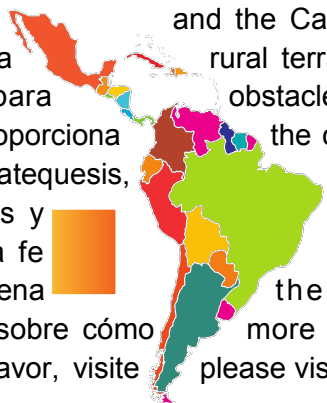 a
para
oporciona
atequesis,
s y
a fe
ena
sobre cómo
avor, visite
and the Ca
rural terra
obstacle
the
the
more
please vis